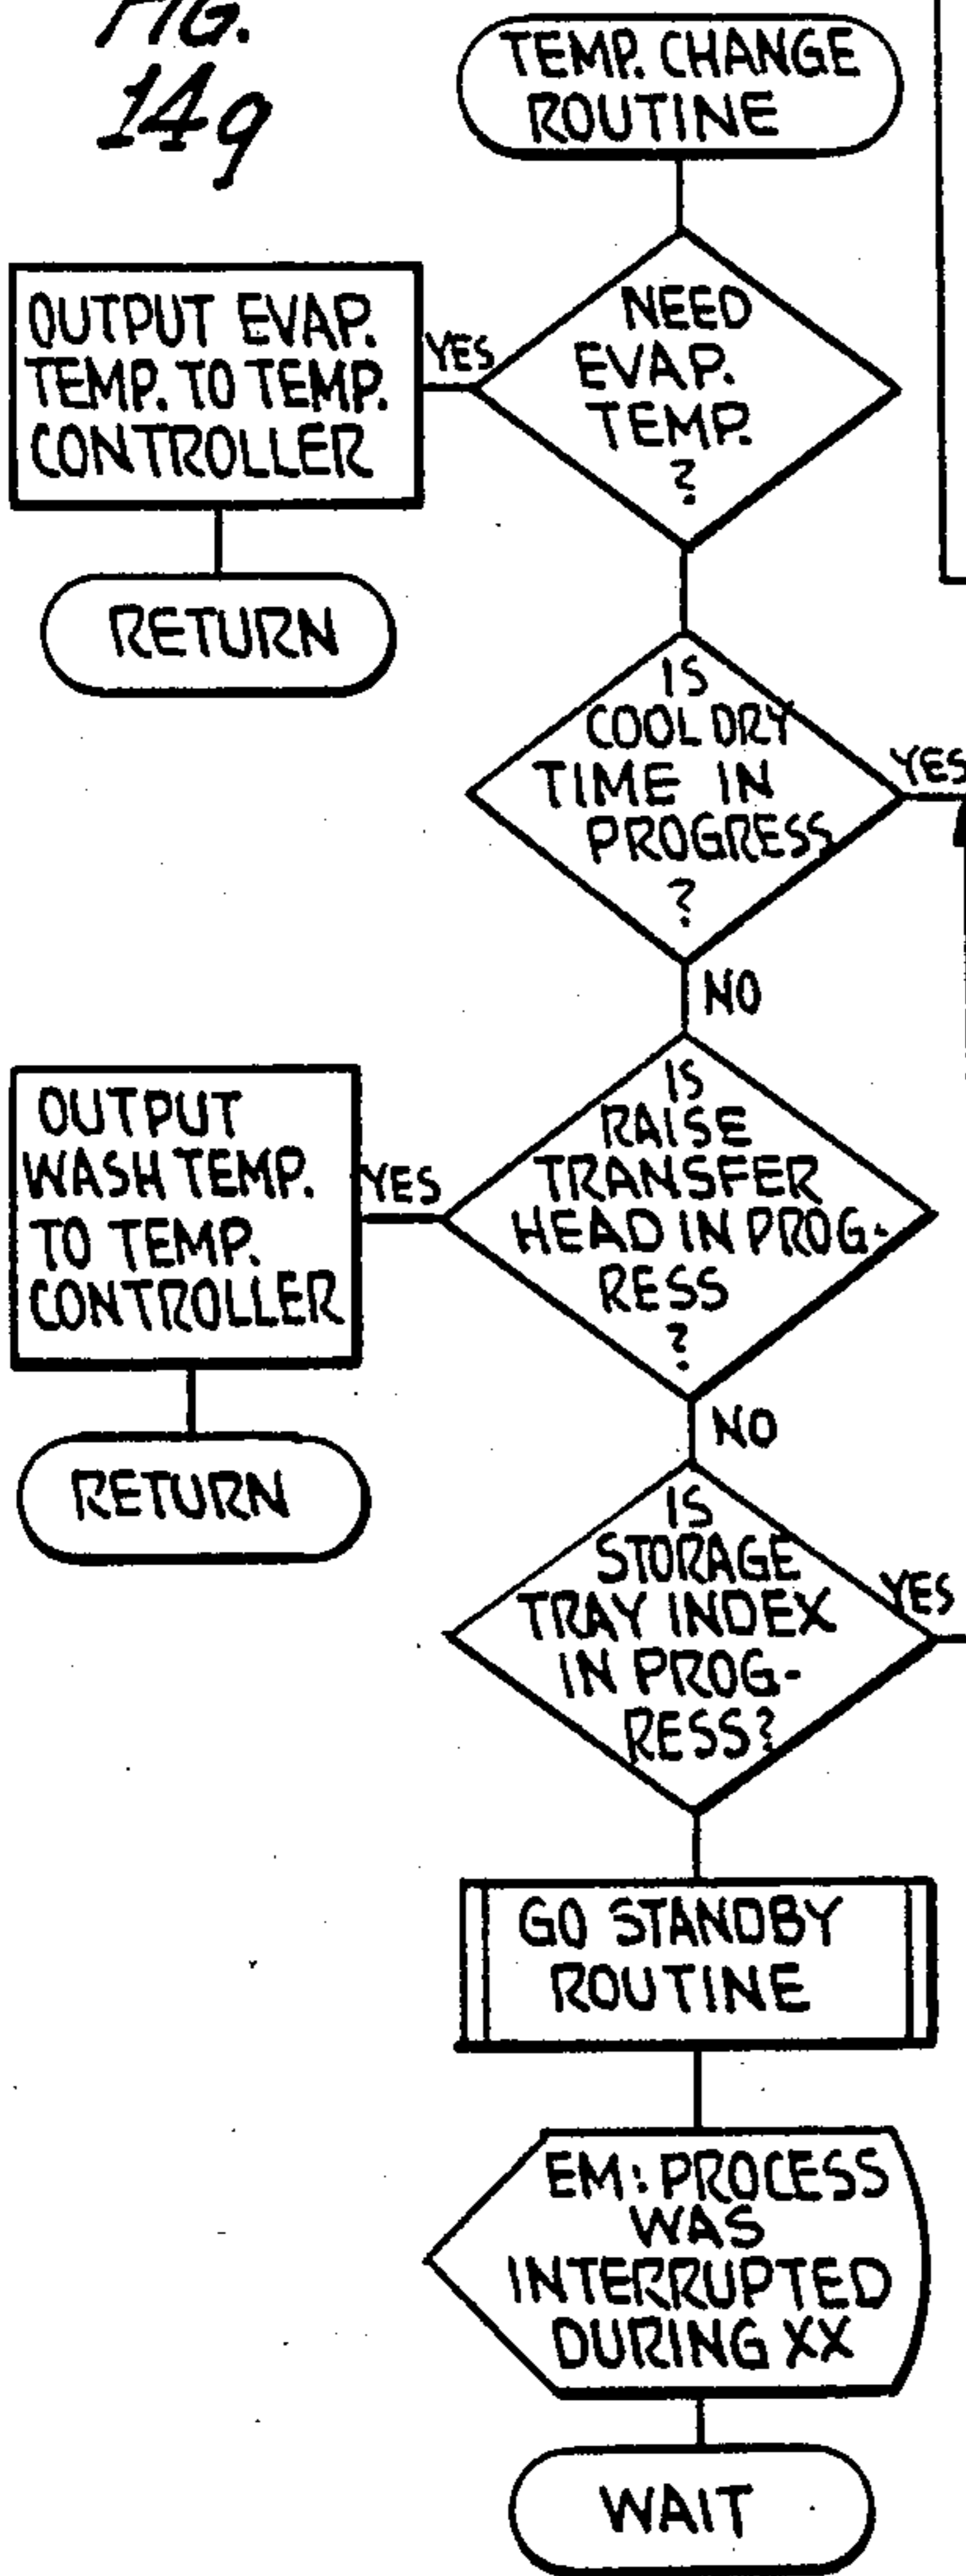 FIG.
14g
TEMP. CHANGE
ROUTINE
NEED
EVAP.
TEMP.
?
YES
OUTPUT EVAP.
TEMP. TO TEMP.
CONTROLLER
RETURN
IS
COOL DRY
TIME IN
PROGRESS
?
YES
NO
IS
RAISE
TRANSFER
HEAD IN PROG-
RESS
?
YES
OUTPUT
WASH TEMP.
TO TEMP.
CONTROLLER
RETURN
NO
IS
STORAGE
TRAY INDEX
IN PROG-
RESS?
YES
GO STANDBY
ROUTINE
EM: PROCESS
WAS
INTERRUPTED
DURING XX
WAIT